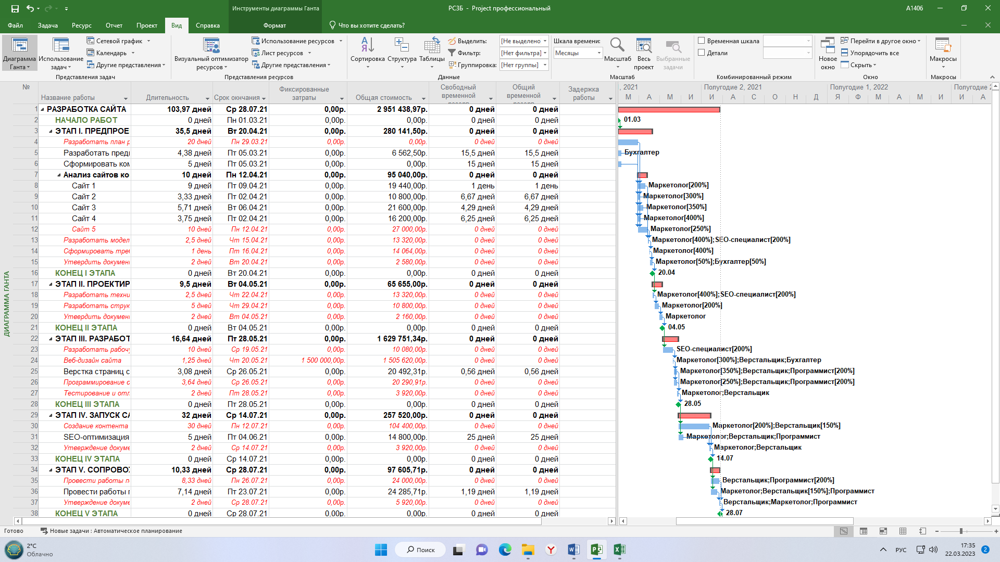 Инструменты диаграммы Ганта
РСЗБ - Project профессиональный
A1406
Файл Задача Ресурс Отчет Проект Вид Справка Формат Что вы хотите сделать?
Диаграмма Ганта
Использование задач
Сетевой график
Календарь
Другие представления
Представления задач
Визуальный оптимизатор ресурсов
Использование ресурсов
Лист ресурсов
Другие представления
Представления ресурсов
Сортировка
Структура
Таблицы
Выделить: [Не выделено
Фильтр: [Нет фильтра]
Группировка: [Нет группы]
Данные
Шкала времени:
Месяцы
Масштаб
Весь проект
Выбранные задачи
Масштаб
Временная шкала
Детали
Комбинированный режим
Новое окно
Перейти в другое окно
Упорядочить все
Скрыть
Окно
Макросы
Макросы
ДИАГРАММА ГАНТА
№ Название работы Длительность Срок окнчания Фиксированные затраты Общая стоимость Свободный временной Общий временной Задержка работы
, 2021 Полугодие 2, 2021 Полугодие 1, 2022 Полугодие 2
М А М И И А С О Н Д Я Ф М А М И И А
1 РАЗРАБОТКА САЙТА 103,97 дней Ср 28.07.21 0,00р. 2 951 438,97р. 0 дней 0 дней
2 НАЧАЛО РАБОТ 0 дней Пн 01.03.21 0,00р. 0,00р. 0 дней 0 дней 01.03
3 ЭТАП I. ПРЕДПРОЕ 35,5 дней Вт 20.04.21 0,00р. 280 141,50р. 0 дней 0 дней
4 Разработать план р 20 дней Пн 29.03.21 0,00р. 0,00р. 0 дней 0 дней
5 Разработать пред 4,38 дней Пт 05.03.21 0,00р. 6 562,50р. 15,5 дней 15,5 дней Бухгалтер
6 Сформировать ком 5 дней Пт 05.03.21 0,00р. 0,00р. 15 дней 15 дней
7 Анализ сайтов ко 10 дней Пн 12.04.21 0,00р. 95 040,00р. 0 дней 0 дней
8 Сайт 1 9 дней Пт 09.04.21 0,00р. 19 440,00р. 1 день 1 день Маркетолог[200%]
9 Сайт 2 3,33 дней Пт 02.04.21 0,00р. 10 800,00р. 6,67 дней 6,67 дней Маркетолог[300%]
10 Сайт 3 5,71 дней Вт 06.04.21 0,00р. 21 600,00р. 4,29 дней 4,29 дней Маркетолог[350%]
11 Сайт 4 3,75 дней Пт 02.04.21 0,00р. 16 200,00р. 6,25 дней 6,25 дней Маркетолог[400%]
12 Сайт 5 10 дней Пн 12.04.21 0,00р. 27 000,00р. 0 дней 0 дней Маркетолог[250%]
13 Разработать модел 2,5 дней Чт 15.04.21 0,00р. 13 320,00р. 0 дней 0 дней Маркетолог[400%];SEO-специалист[200%]
14 Сформировать тре 1 день Пт 16.04.21 0,00р. 14 064,00р. 0 дней 0 дней Маркетолог[400%]
15 Утвердить докумен 2 дней Вт 20.04.21 0,00р. 2 580,00р. 0 дней 0 дней Маркетолог[50%];Бухгалтер[50%]
16 КОНЕЦ I ЭТАПА 0 дней Вт 20.04.21 0,00р. 0,00р. 0 дней 0 дней 20.04
17 ЭТАП II. ПРОЕКТИР 9,5 дней Вт 04.05.21 0,00р. 65 655,00р. 0 дней 0 дней
18 Разработать техни 2,5 дней Чт 22.04.21 0,00р. 13 320,00р. 0 дней 0 дней Маркетолог[400%];SEO-специалист[200%]
19 Разработать струк 5 дней Чт 29.04.21 0,00р. 10 800,00р. 0 дней 0 дней Маркетолог[200%]
20 Утвердить докумен 2 дней Вт 04.05.21 0,00р. 2 160,00р. 0 дней 0 дней Маркетолог
21 КОНЕЦ II ЭТАПА 0 дней Вт 04.05.21 0,00р. 0,00р. 0 дней 0 дней 04.05
22 ЭТАП III. РАЗРАБОТ 16,64 дней Пт 28.05.21 0,00р. 1 629 751,34р. 0 дней 0 дней
23 Разработать рабоч 10 дней Ср 19.05.21 0,00р. 10 080,00р. 0 дней 0 дней SEO-специалист[200%]
24 Веб-дизайн сайта 1,25 дней Чт 20.05.21 1 500 000,00р. 1 505 620,00р. 0 дней 0 дней Маркетолог[300%];Верстальщик;Бухгалтер
25 Верстка страниц с 3,08 дней Ср 26.05.21 0,00р. 20 492,31р. 0,56 дней 0,56 дней Маркетолог[350%];Верстальщик;Программист[200%]
26 Программирование с 3,64 дней Ср 26.05.21 0,00р. 20 290,91р. 0 дней 0 дней Маркетолог[250%];Верстальщик;Программист[200%]
27 Тестирование и отл 2 дней Пт 28.05.21 0,00р. 3 920,00р. 0 дней 0 дней Маркетолог;Верстальщик
28 КОНЕЦ III ЭТАПА 0 дней Пт 28.05.21 0,00р. 0,00р. 0 дней 0 дней 28.05
29 ЭТАП IV. ЗАПУСК СА 32 дней Ср 14.07.21 0,00р. 257 520,00р. 0 дней 0 дней
30 Создание контента 30 дней Пн 12.07.21 0,00р. 104 400,00р. 0 дней 0 дней Маркетолог[200%];Верстальщик[150%]
31 SEO-оптимизация 5 дней Пт 04.06.21 0,00р. 14 800,00р. 25 дней 25 дней Маркетолог;Верстальщик;Программист
32 Утверждение докуме 2 дней Ср 14.07.21 0,00р. 3 920,00р. 0 дней 0 дней Маркетолог;Верстальщик
33 КОНЕЦ IV ЭТАПА 0 дней Ср 14.07.21 0,00р. 0,00р. 0 дней 0 дней 14.07
34 ЭТАП V. СОПРОВО 10,33 дней Ср 28.07.21 0,00р. 97 605,71р. 0 дней 0 дней
35 Провести работы п 8,33 дней Пн 26.07.21 0,00р. 24 000,00р. 0 дней 0 дней Верстальщик;Программист[200%]
36 Провести работы 7,14 дней Пт 23.07.21 0,00р. 24 285,71р. 1,19 дней 1,19 дней Маркетолог;Верстальщик[150%];Программист
37 Утверждение докуме 2 дней Ср 28.07.21 0,00р. 5 920,00р. 0 дней 0 дней Верстальщик;Маркетолог;Программист
38 КОНЕЦ V ЭТАПА 0 дней Ср 28.07.21 0,00р. 0,00р. 0 дней 0 дней 28.07
Готово Новые задачи : Автоматическое планирование
2°C
Облачно
Поиск
РУС
17:35
22.03.2023
2